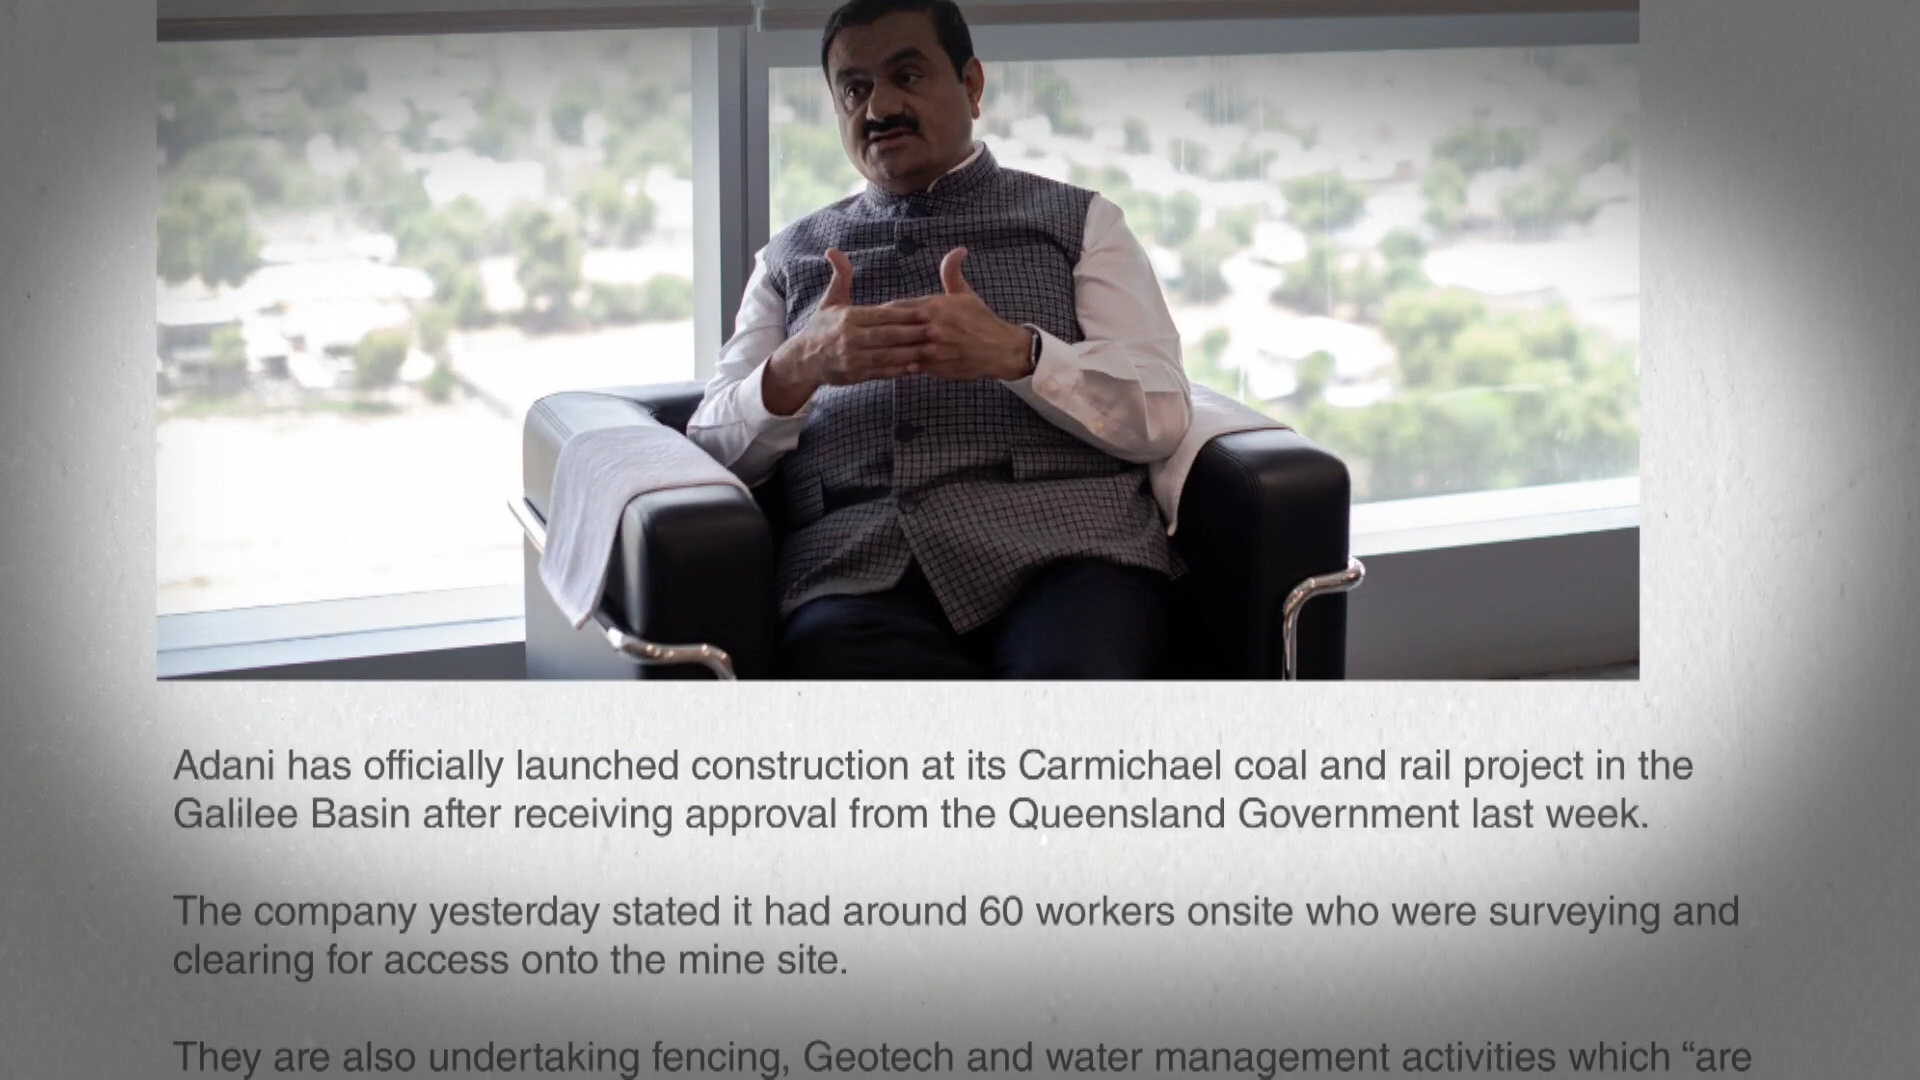 Adani has officially launched construction at its Carmichael coal and rail project in the
Galilee Basin after receiving approval from the Queensland Government last week.
The company yesterday stated it had around 60 workers onsite who were surveying and
clearing for access onto the mine site.
They are also undertaking fencing, Geotech and water management activities which “are